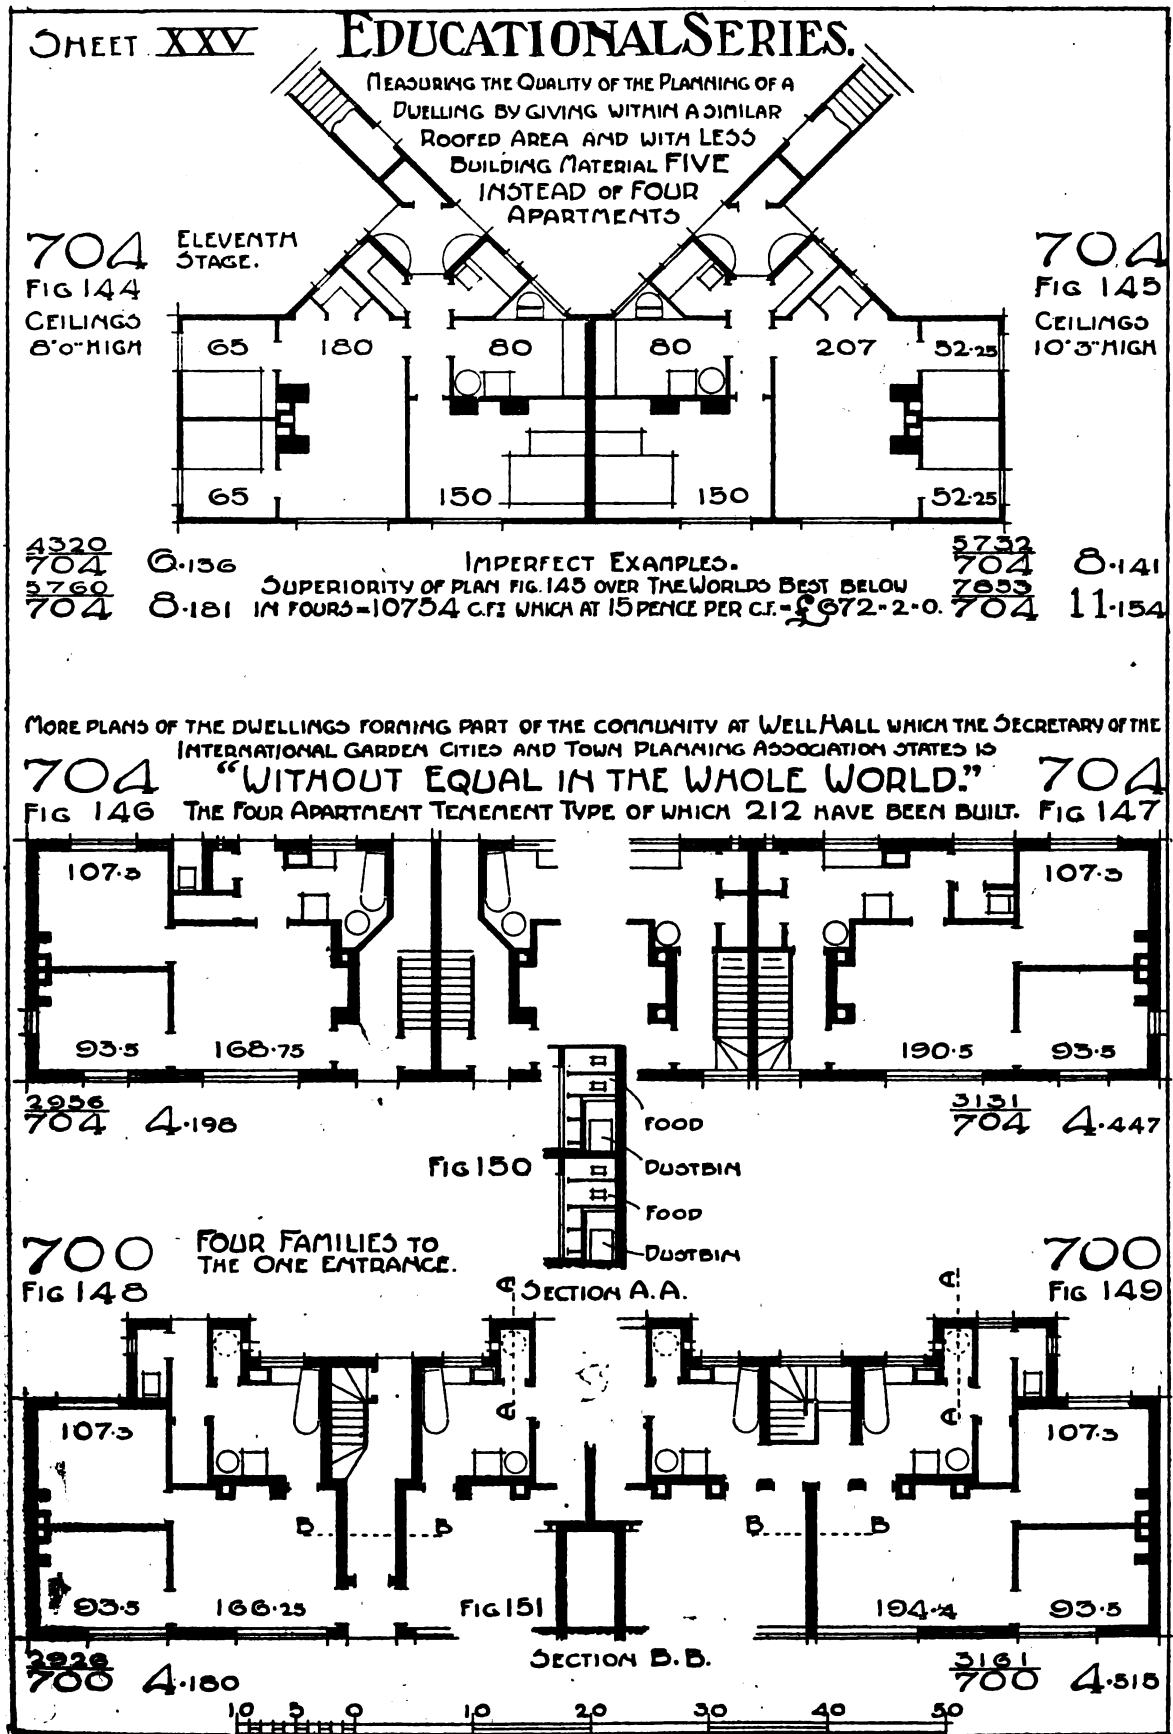 SHEET XXV
EDUCATIONAL SERIES.
MEASURING THE QUALITY OF THE PLANNING OF A
DWELLING BY GIVING WITHIN A SIMILAR
ROOFED AREA AND WITH LESS
BUILDING MATERIAL FIVE
INSTEAD OF FOUR
APARTMENTS
704
ELEVENTH
STAGE.
FIG 144
CEILINGS
8'0" HIGH
704
FIG 145
CEILINGS
10'3" HIGH
65 180 80 80 207 52·25
65 150 150 52·25
4320
704 6·136
5760
704 8·181
IMPERFECT EXAMPLES.
SUPERIORITY OF PLAN FIG. 145 OVER THE WORLDS BEST BELOW
IN FOURS = 10754 C.FT WHICH AT 15 PENCE PER C.F. = £672-2-0.
5732
704 8·141
7853
704 11·154
MORE PLANS OF THE DWELLINGS FORMING PART OF THE COMMUNITY AT WELL HALL WHICH THE SECRETARY OF THE
INTERNATIONAL GARDEN CITIES AND TOWN PLANNING ASSOCIATION STATES IS
704 "WITHOUT EQUAL IN THE WHOLE WORLD." 704
FIG 146 THE FOUR APARTMENT TENEMENT TYPE OF WHICH 212 HAVE BEEN BUILT. FIG 147
107·3 107·3
93·5 168·75 190·5 93·5
2956
704 4·198
3131
704 4·447
FOOD
FIG 150
DUSTBIN
FOOD
DUSTBIN
SECTION A.A.
700
FIG 148
FOUR FAMILIES TO
THE ONE ENTRANCE.
700
FIG 149
A A
A A
107·3 107·3
B B B B
93·5 166·25 FIG 151 194·4 93·5
SECTION B.B.
2926
700 4·180
3161
700 4·515
10 5 0 10 20 30 40 50